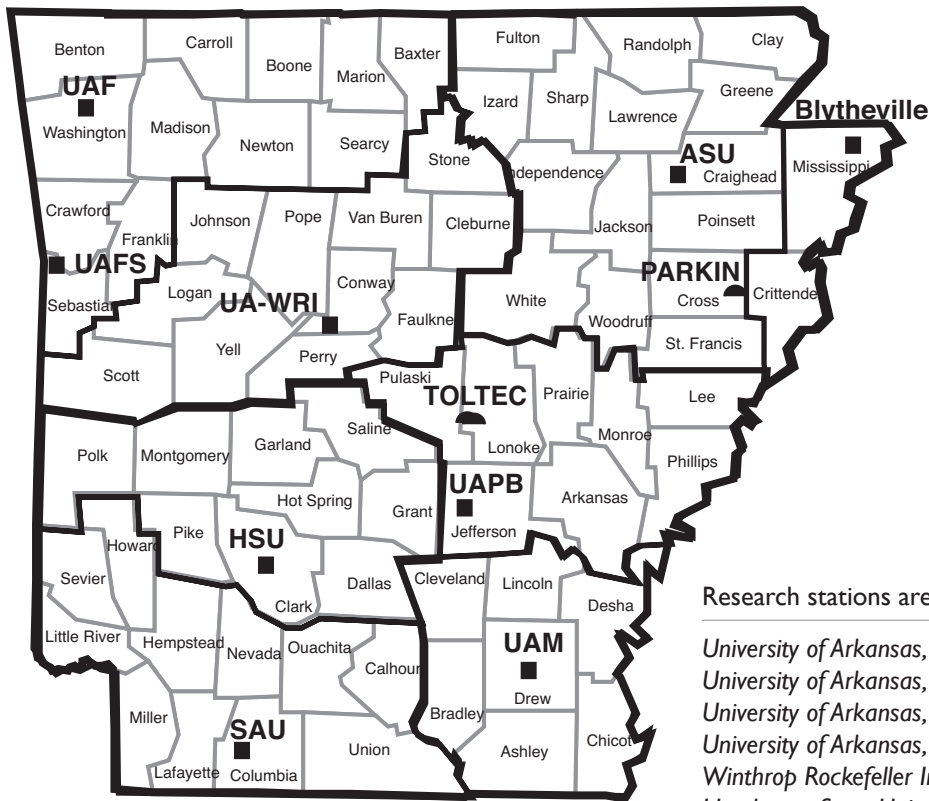 Benton
Carroll
Boone
Marion
Baxter
Fulton
Randolph
Clay
UAF
Izard
Sharp
Greene
Lawrence
Blytheville
Washington
Madison
Newton
Searcy
Stone
ndependence
ASU
Craighead
Mississippi
Crawford
Franklin
Johnson
Pope
Van Buren
Cleburne
Jackson
Poinsett
UAFS
Sebastian
Logan
UA-WRI
Conway
Faulkne
White
Woodruff
PARKIN
Cross
Crittende
St. Francis
Scott
Yell
Perry
Pulaski
TOLTEC
Prairie
Lee
Polk
Montgomery
Garland
Saline
Lonoke
Monroe
Phillips
Hot Spring
Grant
UAPB
Jefferson
Arkansas
Howard
Pike
HSU
Sevier
Clark
Dallas
Cleveland
Lincoln
Desha
Little River
Hempstead
Nevada
Ouachita
Calhoun
UAM
Drew
Miller
SAU
Lafayette
Columbia
Union
Bradley
Ashley
Chicot
Research stations are
University of Arkansas,
University of Arkansas,
University of Arkansas,
University of Arkansas,